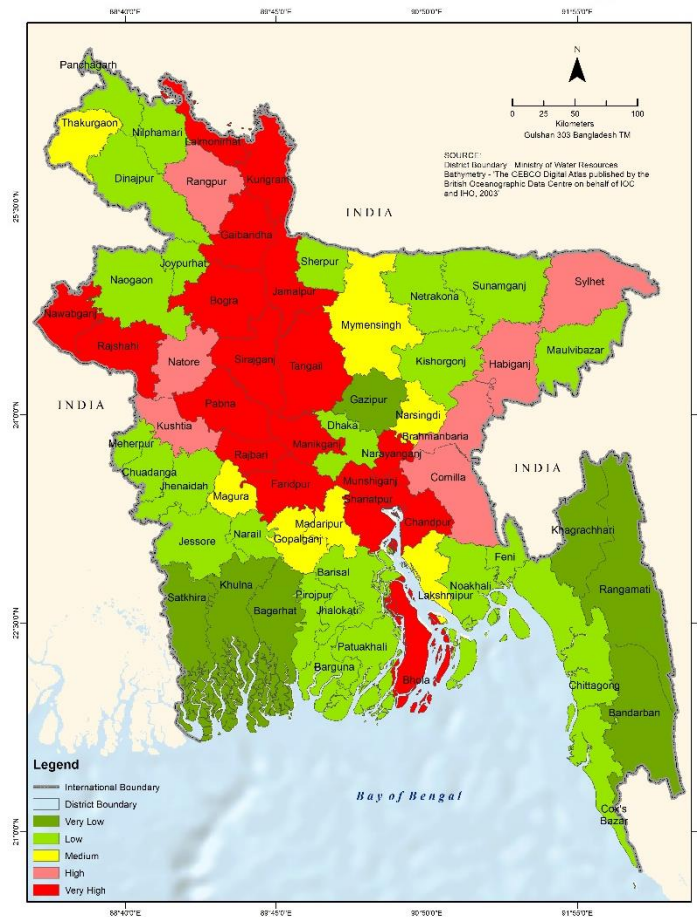 88°40'0"E 89°45'0"E 90°50'0"E 91°55'0"E
N
0 25 50 100
Kilometers
Gulshan 303 Bangladesh TM
SOURCE:
District Boundary - Ministry of Water Resources
Bathymetry - 'The GEBCO Digital Atlas published by the
British Oceanographic Data Centre on behalf of IOC
and IHO, 2003'
Panchagarh
Thakurgaon
Nilphamari
Lalmonirhat
Dinajpur
Rangpur
Kurigram
25°30'0"N
INDIA
Gaibandha
Joypurhat
Naogaon
Sherpur
Bogra
Jamalpur
Netrakona
Sunamganj
Sylhet
Nawabganj
Mymensingh
Rajshahi
Natore
Sirajganj
Tangail
Kishorgonj
Habiganj
Maulvibazar
INDIA
Pabna
Gazipur
Narsingdi
Kushtia
Dhaka
Brahmanbaria
Meherpur
Manikganj
Narayanganj
Chuadanga
Jhenaidah
Rajbari
Faridpur
Munshiganj
Comilla
INDIA
Magura
Shariatpur
Madaripur
Chandpur
Khagrachhari
Jessore
Narail
Gopalganj
Feni
Satkhira
Khulna
Bagerhat
Barisal
Pirojpur
Jhalokati
Lakshmipur
Noakhali
Rangamati
22°30'0"N
Patuakhali
Barguna
Bhola
Chittagong
Bandarban
Bay of Bengal
Cok's
Bazar
21°0'0"N
Legend
International Boundary
District Boundary
Very Low
Low
Medium
High
Very High
88°40'0"E 89°45'0"E 90°50'0"E 91°55'0"E